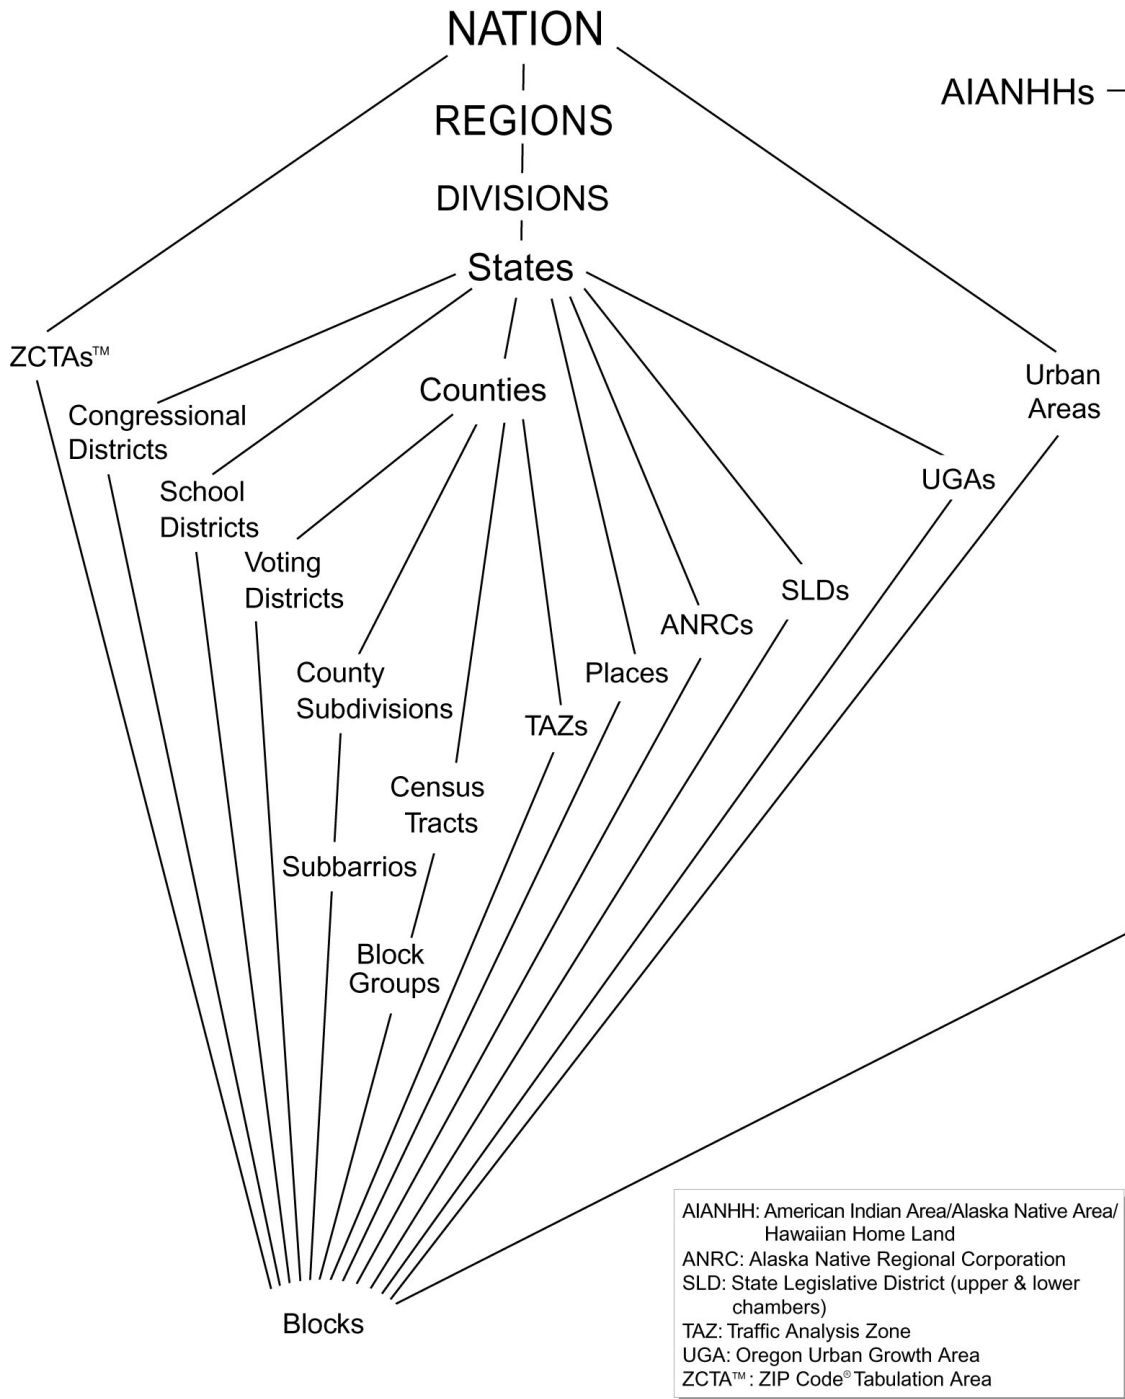 NATION
AIANHHs
REGIONS
DIVISIONS
States
ZCTAs™
Counties
Urban
Areas
Congressional
Districts
School
Districts
UGAs
Voting
Districts
SLDs
ANRCs
County
Subdivisions
Places
TAZs
Census
Tracts
Subbarrios
Block
Groups
Blocks
AIANHH: American Indian Area/Alaska Native Area/
Hawaiian Home Land
ANRC: Alaska Native Regional Corporation
SLD: State Legislative District (upper & lower
chambers)
TAZ: Traffic Analysis Zone
UGA: Oregon Urban Growth Area
ZCTA™: ZIP Code® Tabulation Area